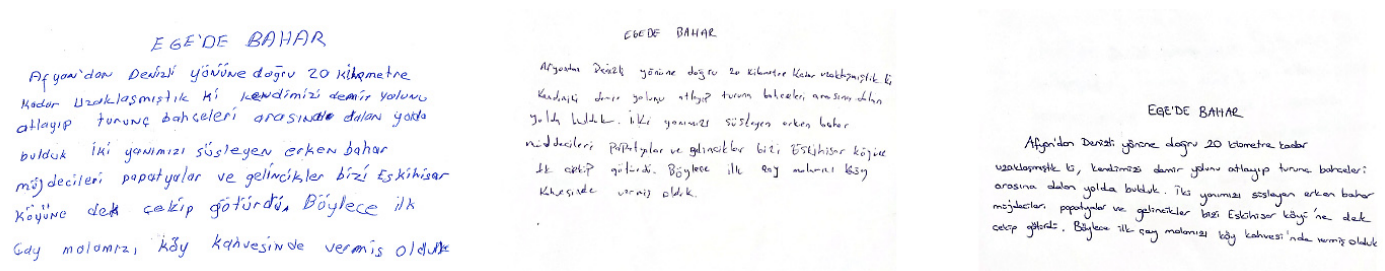 EGE'DE BAHAR
Afyon'dan Denizli yönüne doğru 20 kilometre
kadar uzaklaşmıştık ki kendimizi demir yolunu
atlayıp turunç bahçeleri arasında dalan yolda
bulduk iki yanımızı süsleyen erken bahar
müjdecileri papatyalar ve gelincikler bizi Eskihisar
köyüne dek çekip götürdü. Böylece ilk
çay molamızı, köy kahvesinde vermiş olduk
EGEDE BAHAR
Afyondan Denizli yönüne doğru 20 kilometre kadar uzaklaşmıştık ki
kendimizi demir yolunu atlayıp turunç bahçeleri arasına dalan
yolda bulduk. İki yanımızı süsleyen erken bahar
müjdecileri papatyalar ve gelincikler bizi Eskihisar köyüne
dek çekip götürdü. Böylece ilk çay molamızı köy
vermiş olduk.
EGE'DE BAHAR
Afyon'dan Denizli yönüne doğru 20 kilometre kadar
uzaklaşmıştık ki, kendimizi demir yolunu atlayıp turunç bahçeleri
arasına dalan yolda bulduk. İki yanımızı süsleyen erken bahar
müjdecileri papatyalar ve gelincikler bizi Eskihisar köyü'ne dek
çekip götürdü. Böylece ilk çay molamızı köy kahvesi'nde vermiş olduk